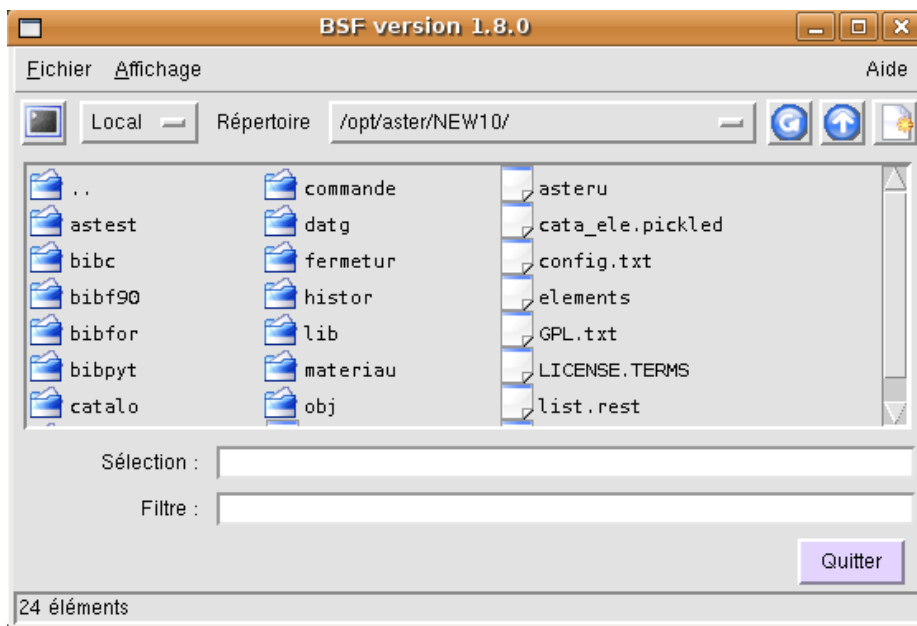 BSF version 1.8.0
Fichier Affichage Aide
Local Répertoire /opt/aster/NEW10/
.. commande asteru
astest datg cata_ele.pickled
bibc fermetur config.txt
bibf90 histor elements
bibfor lib GPL.txt
bibpyt materiau LICENSE.TERMS
catalo obj list.rest
Sélection :
Filtre :
Quitter
24 éléments